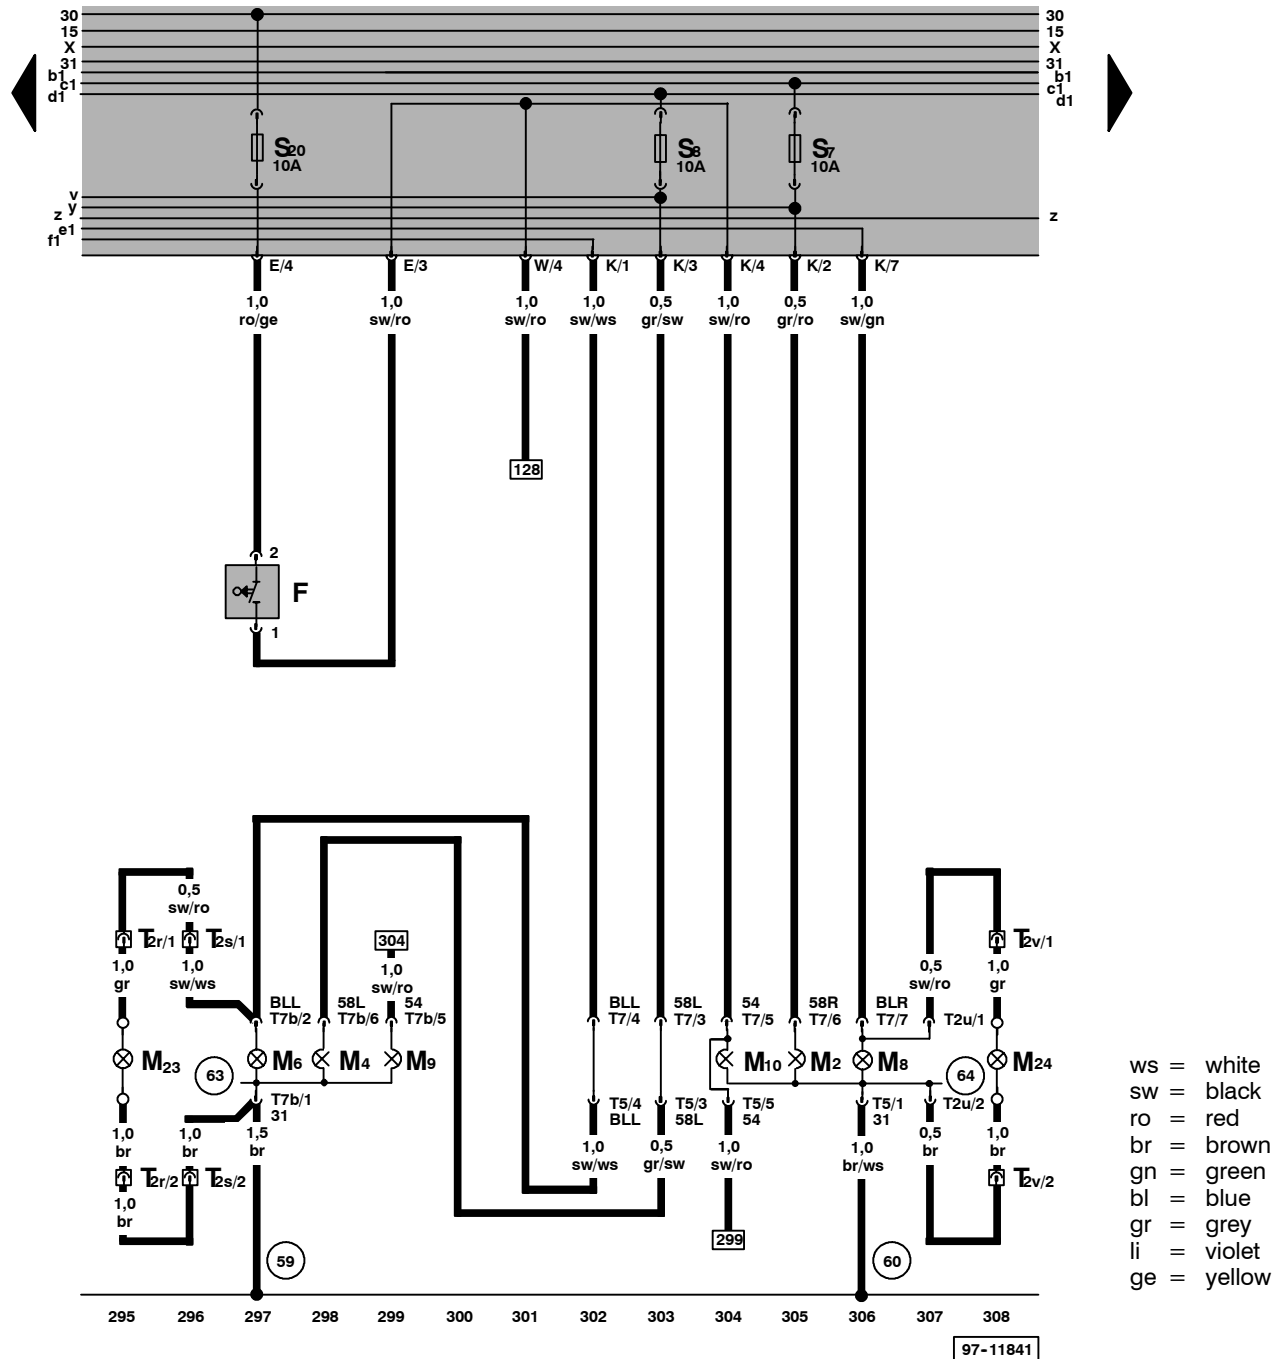 30 30
15 15
X X
31 31
b1 b1
c1 c1
d1 d1
S20 S8 S7
10A 10A 10A
v
y
z z
e1
f1
E/4 E/3 W/4 K/1 K/3 K/4 K/2 K/7
1,0 1,0 1,0 1,0 0,5 1,0 0,5 1,0
ro/ge sw/ro sw/ro sw/ws gr/sw sw/ro gr/ro sw/gn
128
2
F
1
0,5
sw/ro
T2r/1 T2s/1 304 T2v/1
1,0 1,0 1,0 0,5 1,0
gr sw/ws sw/ro sw/ro gr
BLL 58L 54 BLL 58L 54 58R BLR
T7b/2 T7b/6 T7b/5 T7/4 T7/3 T7/5 T7/6 T7/7 T2u/1
M23 M6 M4 M9 M10 M2 M8 M24
63 64
T7b/1 T5/4 T5/3 T5/5 T5/1 T2u/2
31 BLL 58L 54 31
1,0 1,0 1,5 1,0 0,5 1,0 1,0 0,5 1,0
br br br sw/ws gr/sw sw/ro br/ws br br
T2r/2 T2s/2 T2v/2
1,0
br
299
59 60
295 296 297 298 299 300 301 302 303 304 305 306 307 308
97-11841
ws = white
sw = black
ro = red
br = brown
gn = green
bl = blue
gr = grey
li = violet
ge = yellow